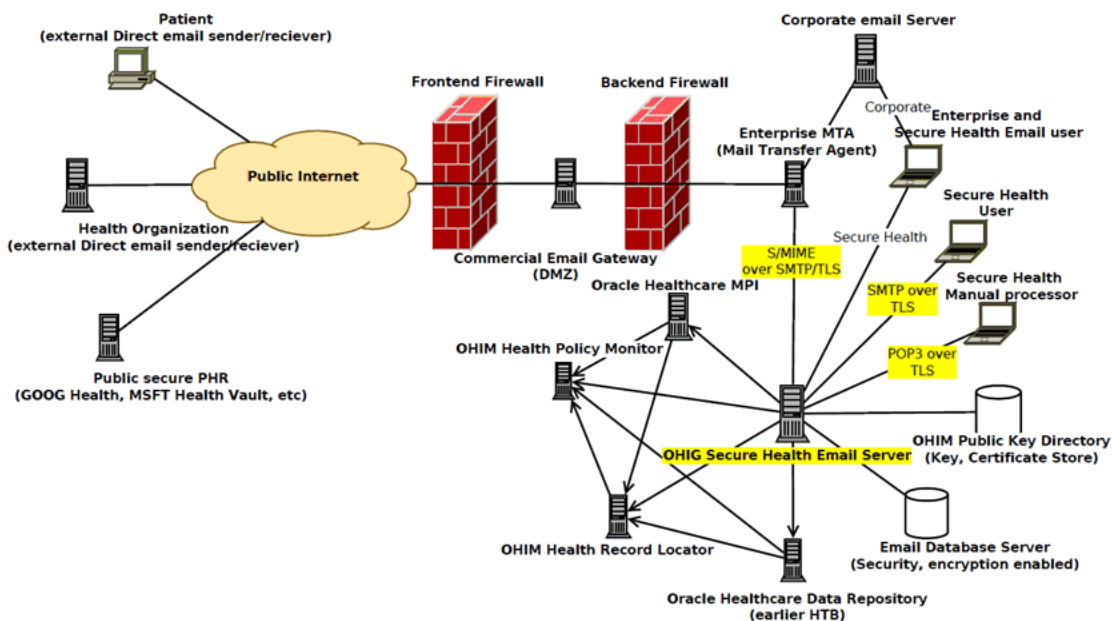 Patient
(external Direct email sender/reciever)
Corporate email Server
Frontend Firewall
Backend Firewall
Corporate
Enterprise and
Secure Health Email user
Enterprise MTA
(Mail Transfer Agent)
Public Internet
Secure Health
User
Health Organization
(external Direct email sender/reciever)
Secure Health
Commercial Email Gateway
(DMZ)
S/MIME
over SMTP/TLS
Secure Health
Manual processor
Oracle Healthcare MPI
SMTP over
TLS
OHIM Health Policy Monitor
POP3 over
TLS
Public secure PHR
(GOOG Health, MSFT Health Vault, etc)
OHIM Public Key Directory
(Key, Certificate Store)
OHIG Secure Health Email Server
OHIM Health Record Locator
Email Database Server
(Security, encryption enabled)
Oracle Healthcare Data Repository
(earlier HTB)